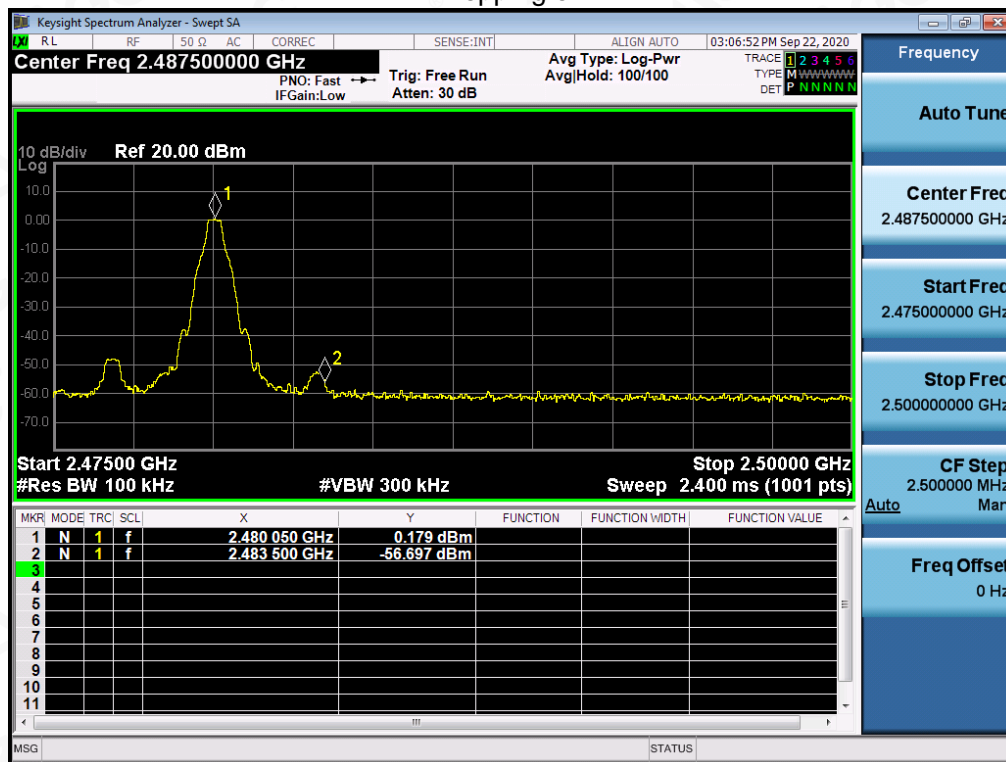 Keysight Spectrum Analyzer - Swept SA
LXI RL RF 50 Ω AC CORREC SENSE:INT ALIGN AUTO 03:06:52 PM Sep 22, 2020
Center Freq 2.487500000 GHz
PNO: Fast
IFGain:Low
Trig: Free Run
Atten: 30 dB
Avg Type: Log-Pwr
Avg|Hold: 100/100
TRACE 1 2 3 4 5 6
TYPE M WWWWW
DET P N N N N N
10 dB/div Ref 20.00 dBm
Log
10.0
0.00
-10.0
-20.0
-30.0
-40.0
-50.0
-60.0
-70.0
1
2
Start 2.47500 GHz Stop 2.50000 GHz
#Res BW 100 kHz #VBW 300 kHz Sweep 2.400 ms (1001 pts)
MKR MODE TRC SCL X Y FUNCTION FUNCTION WIDTH FUNCTION VALUE
1 N 1 f 2.480 050 GHz 0.179 dBm
2 N 1 f 2.483 500 GHz -56.697 dBm
3
4
5
6
7
8
9
10
11
MSG STATUS
Frequency
Auto Tune
Center Freq
2.487500000 GHz
Start Freq
2.475000000 GHz
Stop Freq
2.500000000 GHz
CF Step
2.500000 MHz
Auto Man
Freq Offset
0 Hz